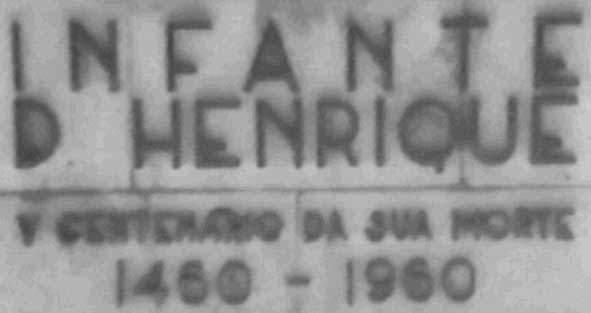 INFANTE
D HENRIQUE
V CENTENÁRIO DA SUA MORTE
1460 - 1960